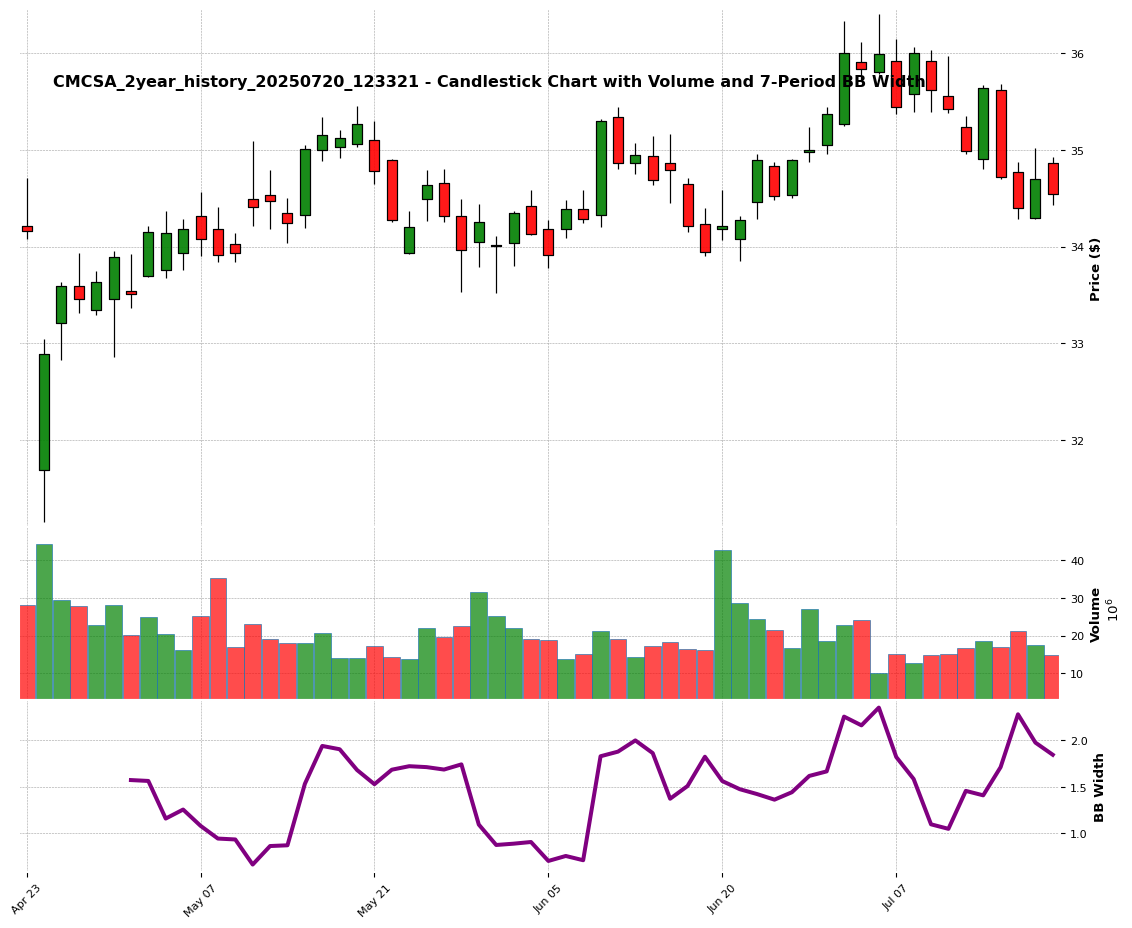 CMCSA_2year_history_20250720_123321 - Candlestick Chart with Volume and 7-Period BB Width
36
35
34
33
32
Price ($)
40
30
20
10
Volume
10^6
2.0
1.5
1.0
BB Width
Apr 23
May 07
May 21
Jun 05
Jun 20
Jul 07